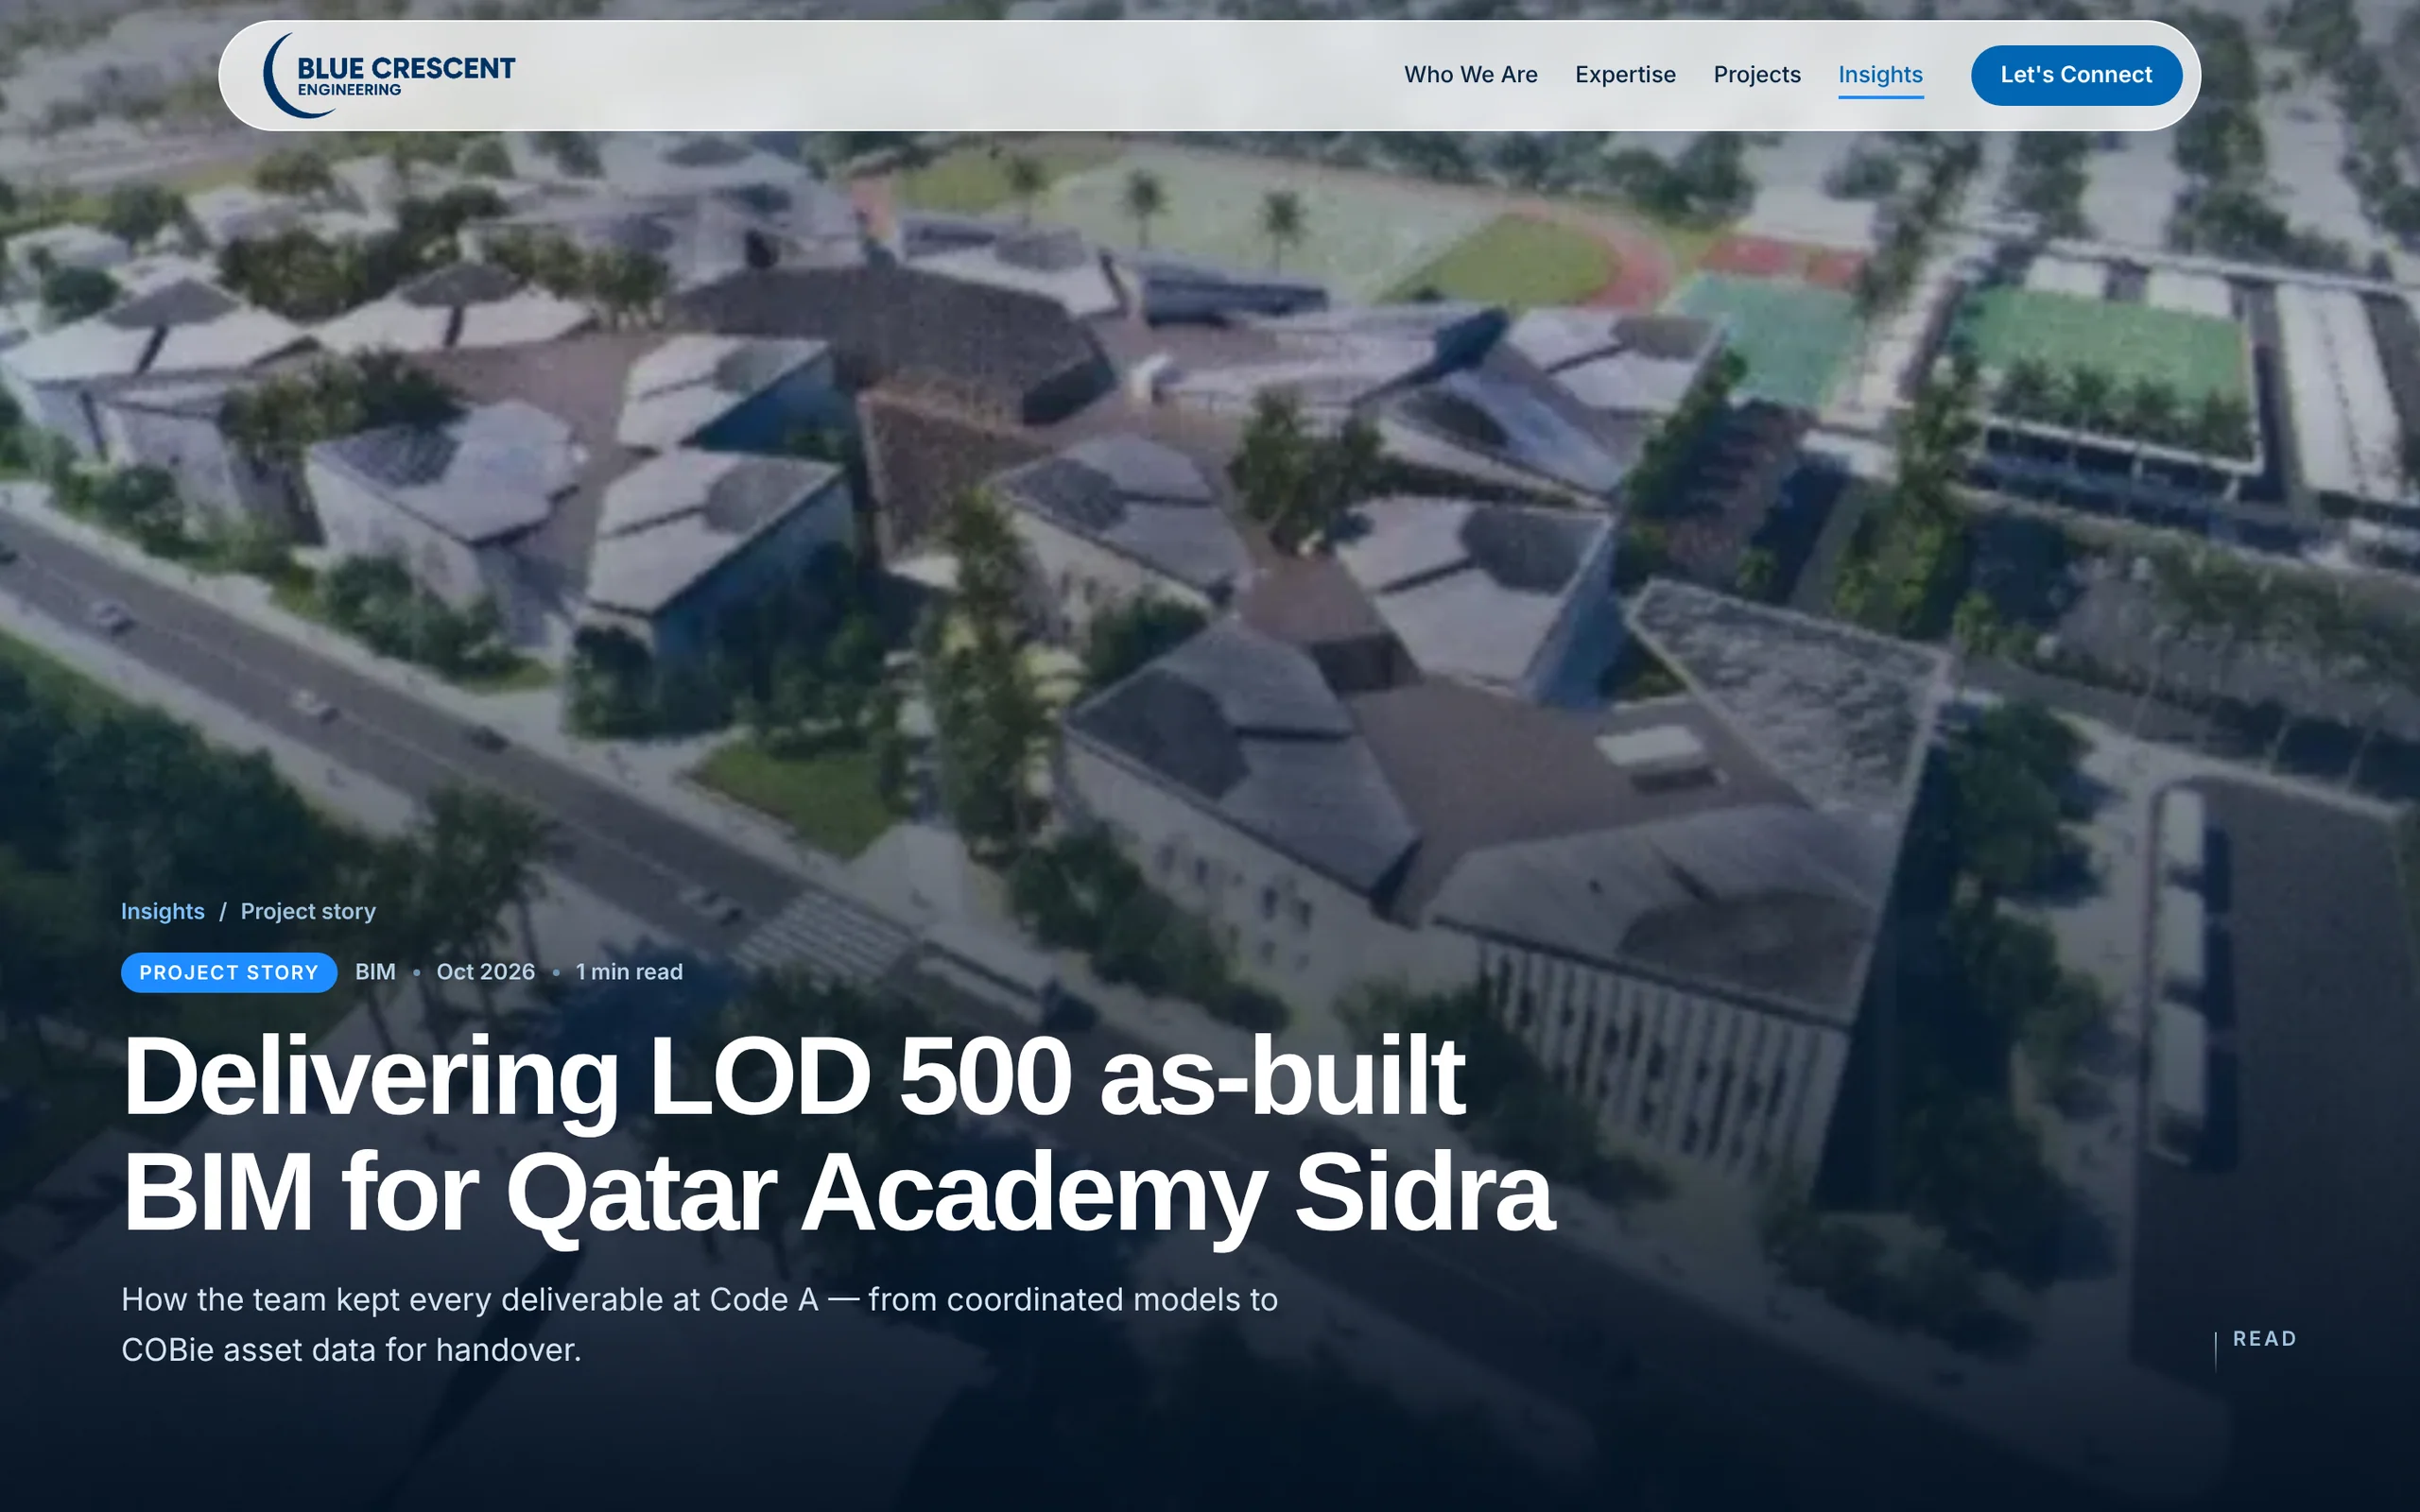 BLUE CRESCENT
ENGINEERING
Who We Are
Expertise
Projects
Insights
Let's Connect
Insights / Project story
PROJECT STORY BIM • Oct 2026 • 1 min read
Delivering LOD 500 as-built
BIM for Qatar Academy Sidra
How the team kept every deliverable at Code A — from coordinated models to
COBie asset data for handover.
READ